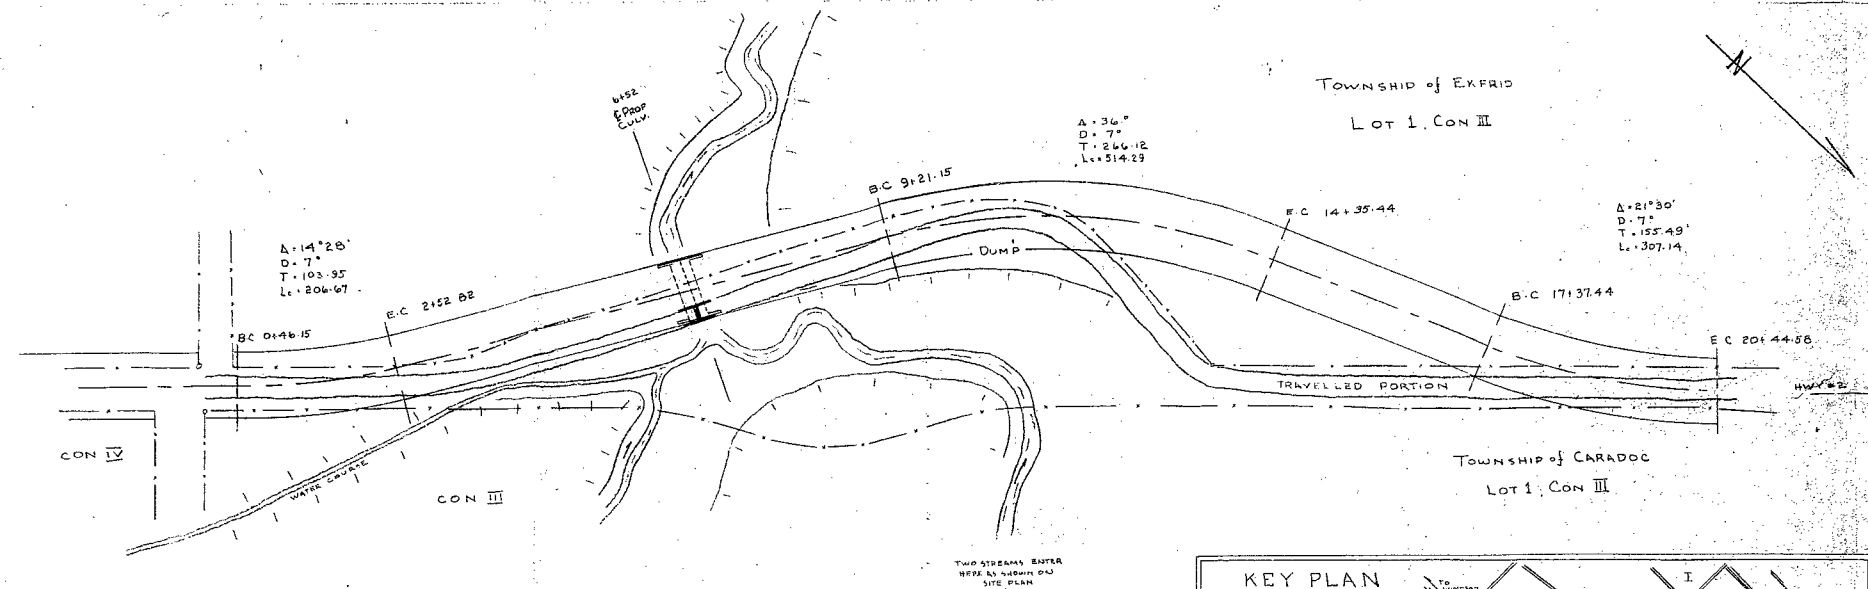 N
TOWNSHIP of EKFRID
LOT 1, CON III
6+52
℄ PROP
CULV.
Δ = 36°
D = 7°
T = 266.12
Lc = 514.29
B.C 9+21.15
E.C 14+35.44
Δ = 21°30'
D = 7°
T = 155.49'
Lc = 307.14
Δ = 14°28'
D = 7°
T = 103.95
Lc = 206.67
E.C 2+52.82
BC 0+46.15
DUMP
B.C 17+37.44
E C 20+44.58
TRAVELLED PORTION
HWY #2
CON IV
WATER COURSE
CON III
TOWNSHIP of CARADOC
LOT 1, CON III
TWO STREAMS ENTER
HERE AS SHOWN ON
SITE PLAN
KEY PLAN
TO
I